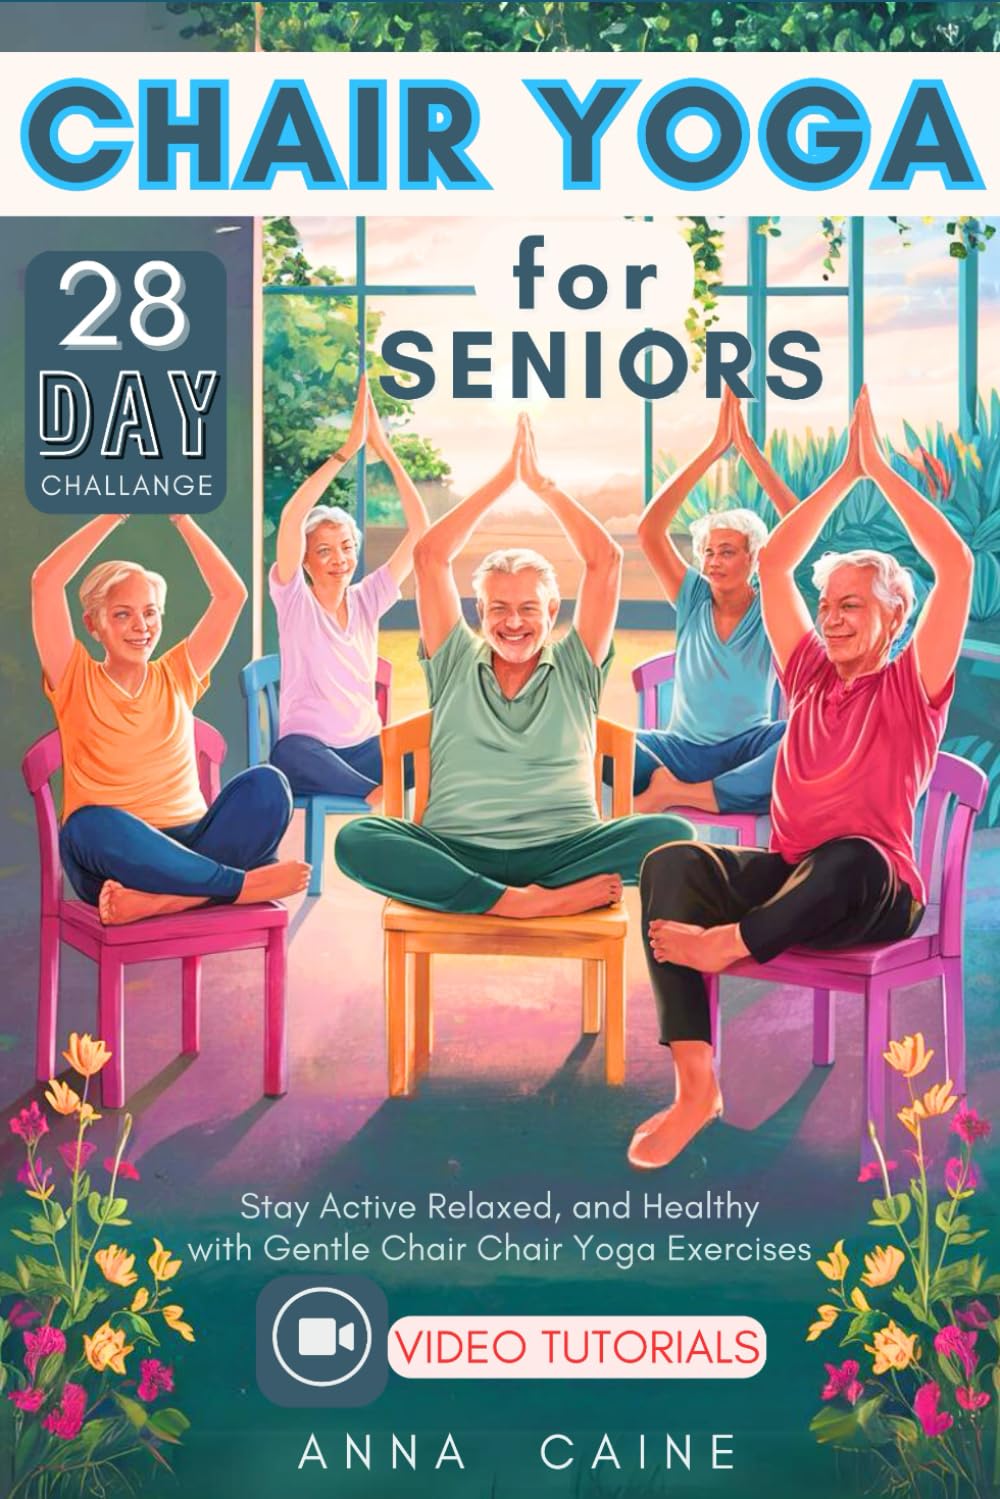 CHAIR YOGA
for
SENIORS
28
DAY
CHALLANGE
Stay Active Relaxed, and Healthy
with Gentle Chair Chair Yoga Exercises
VIDEO TUTORIALS
ANNA CAINE